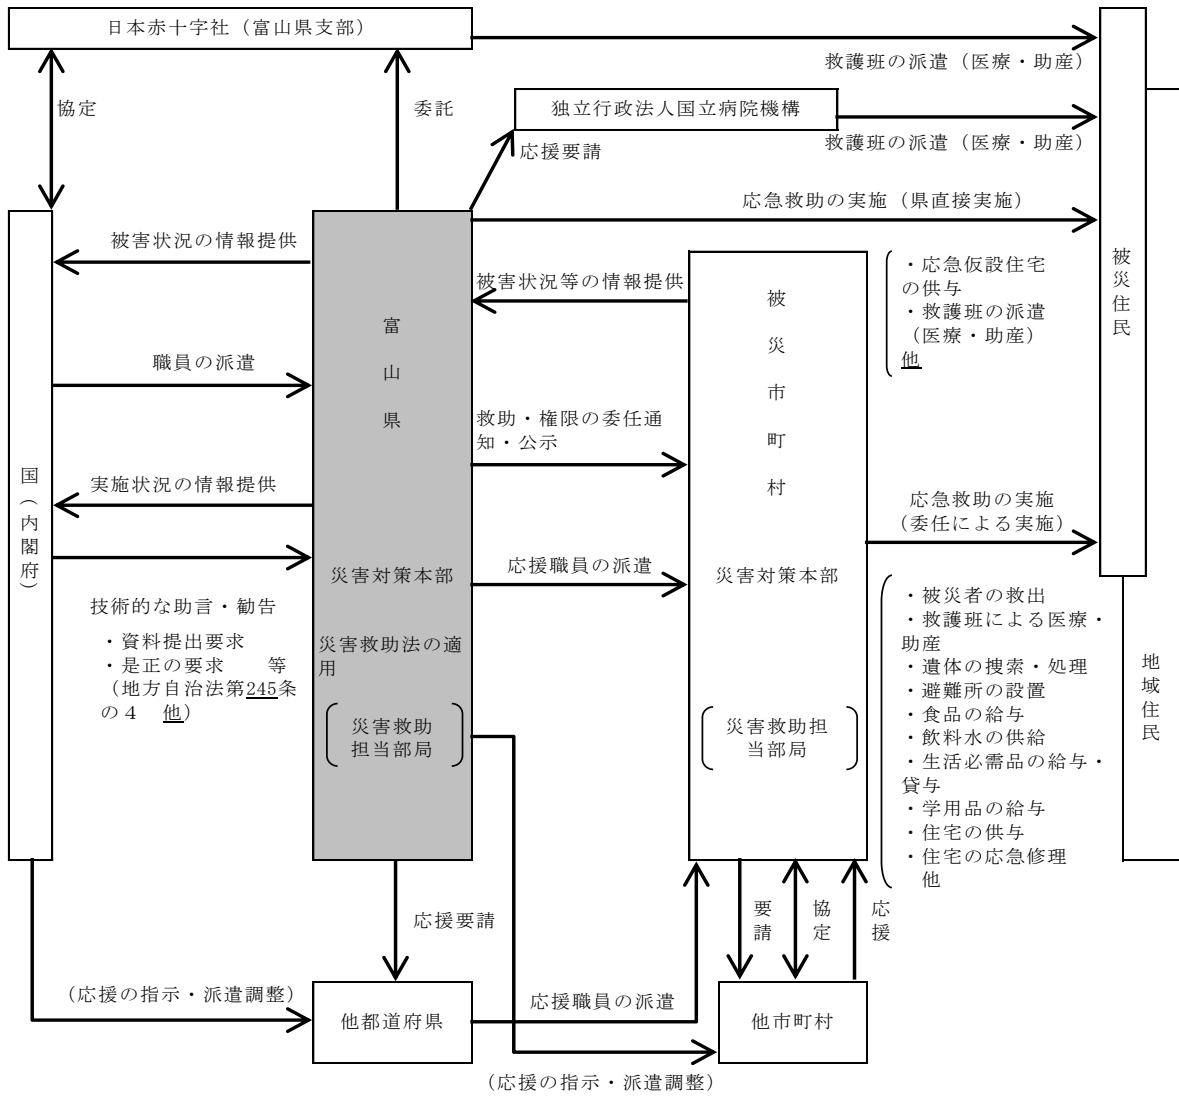 日本赤十字社（富山県支部）
救護班の派遣（医療・助産）
協定
委託
独立行政法人国立病院機構
救護班の派遣（医療・助産）
応援要請
応急救助の実施（県直接実施）
被災住民
被害状況の情報提供
被害状況等の情報提供
・応急仮設住宅
の供与
・救護班の派遣
（医療・助産）
他
富山県
被災市町村
職員の派遣
救助・権限の委任通
知・公示
国（内閣府）
実施状況の情報提供
応急救助の実施
（委任による実施）
応援職員の派遣
災害対策本部
災害対策本部
技術的な助言・勧告
・資料提出要求
・是正の要求　　等
（地方自治法第245条
の４　他）
災害救助法の適
用
災害救助
担当部局
災害救助担
当部局
・被災者の救出
・救護班による医療・
助産
・遺体の捜索・処理
・避難所の設置
・食品の給与
・飲料水の供給
・生活必需品の給与・
貸与
・学用品の給与
・住宅の供与
・住宅の応急修理
他
地域住民
応援要請
要請
協定
応援
（応援の指示・派遣調整）
他都道府県
応援職員の派遣
他市町村
（応援の指示・派遣調整）